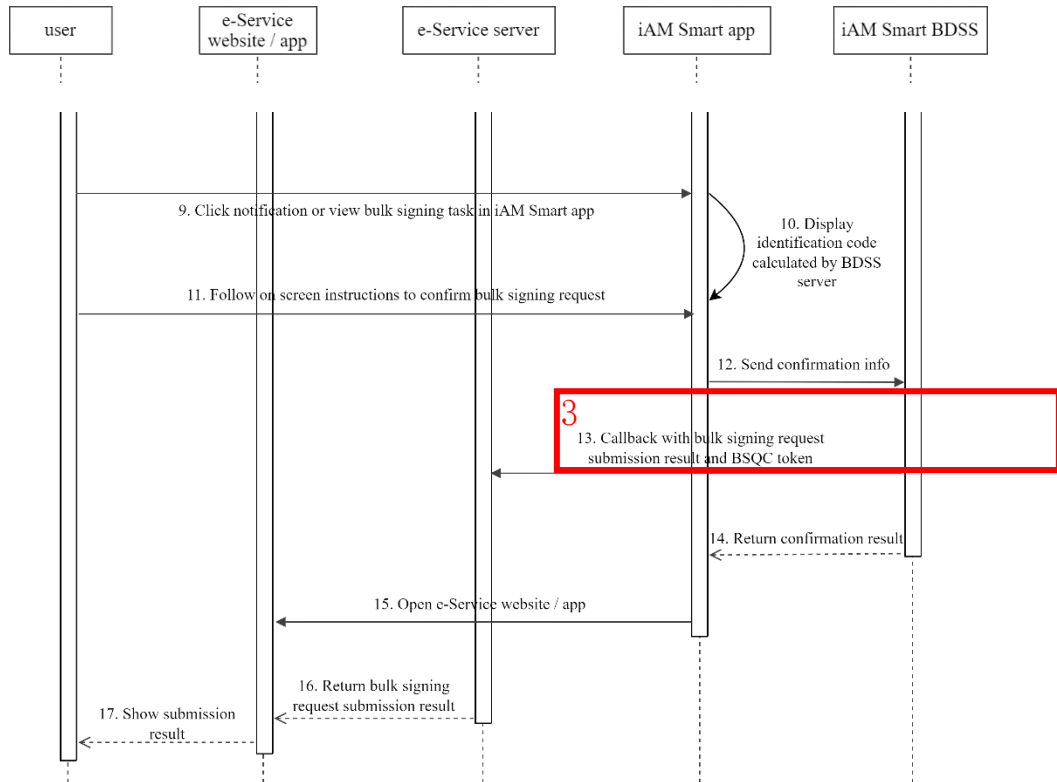 user
e-Service
website / app
e-Service server
iAM Smart app
iAM Smart BDSS
9. Click notification or view bulk signing task in iAM Smart app
10. Display
identification code
calculated by BDSS
server
11. Follow on screen instructions to confirm bulk signing request
12. Send confirmation info
3
13. Callback with bulk signing request
submission result and BSQC token
14. Return confirmation result
15. Open e-Service website / app
16. Return bulk signing
request submission result
17. Show submission
result